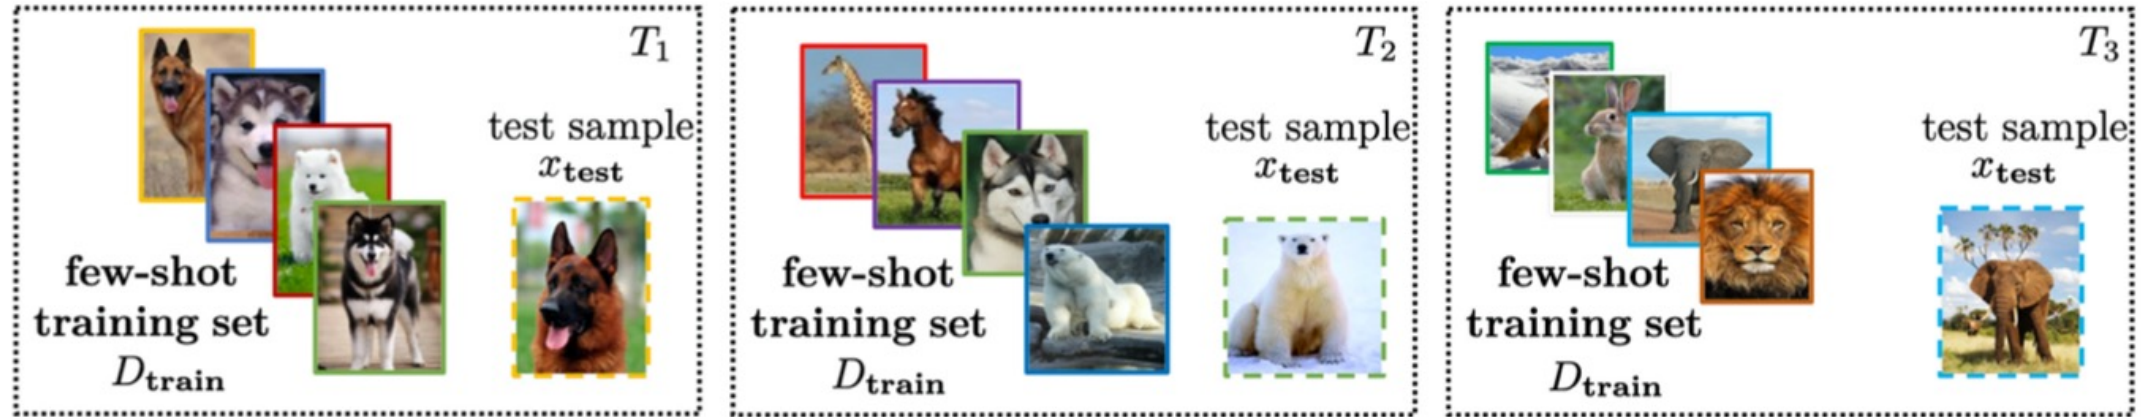 T1
test sample
xtest
few-shot
training set
Dtrain
T2
test sample
xtest
few-shot
training set
Dtrain
T3
test sample
xtest
few-shot
training set
Dtrain